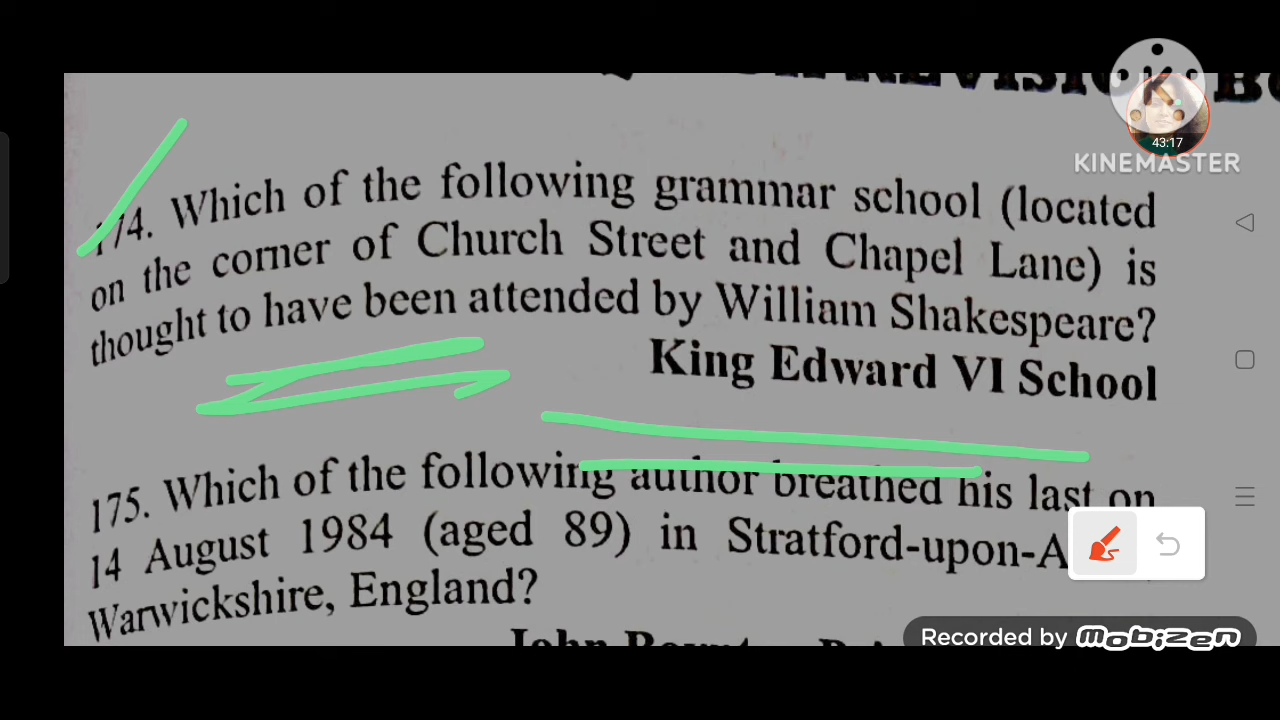 43:17
KINEMASTER
174. Which of the following grammar school (located
on the corner of Church Street and Chapel Lane) is
thought to have been attended by William Shakespeare?
King Edward VI School
175. Which of the following author breathed his last on
14 August 1984 (aged 89) in Stratford-upon-A
Warwickshire, England?
John
Recorded by mobizen